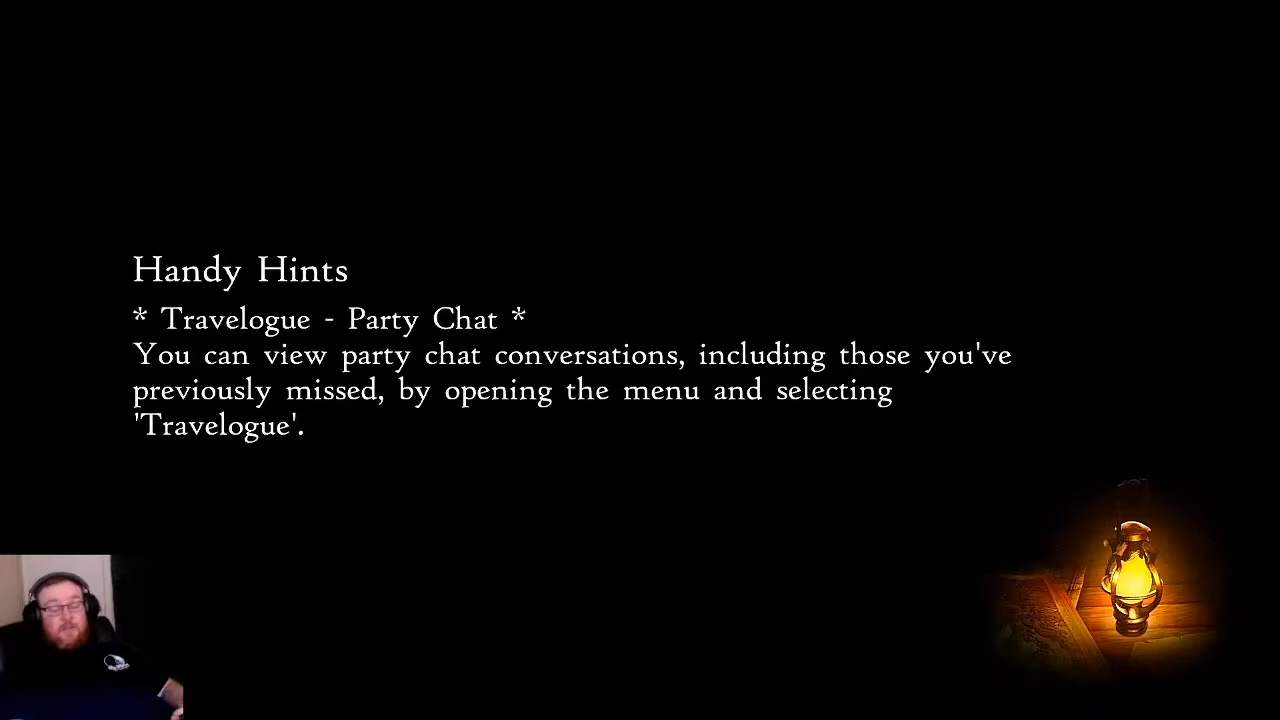 Handy Hints
* Travelogue - Party Chat *
You can view party chat conversations, including those you've
previously missed, by opening the menu and selecting
'Travelogue'.